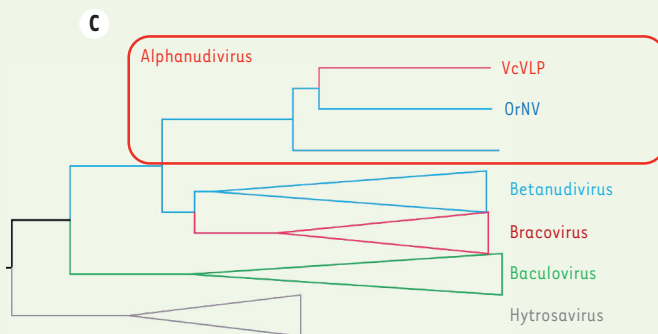 C
Alphanudivirus
VcVLP
OrNV
Betanudivirus
Bracovirus
Baculovirus
Hytrosavirus